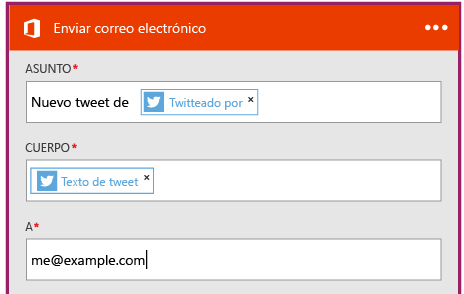 Enviar correo electrónico
ASUNTO*
Nuevo tweet de Twitteado por ×
CUERPO*
Texto de tweet ×
A*
me@example.com